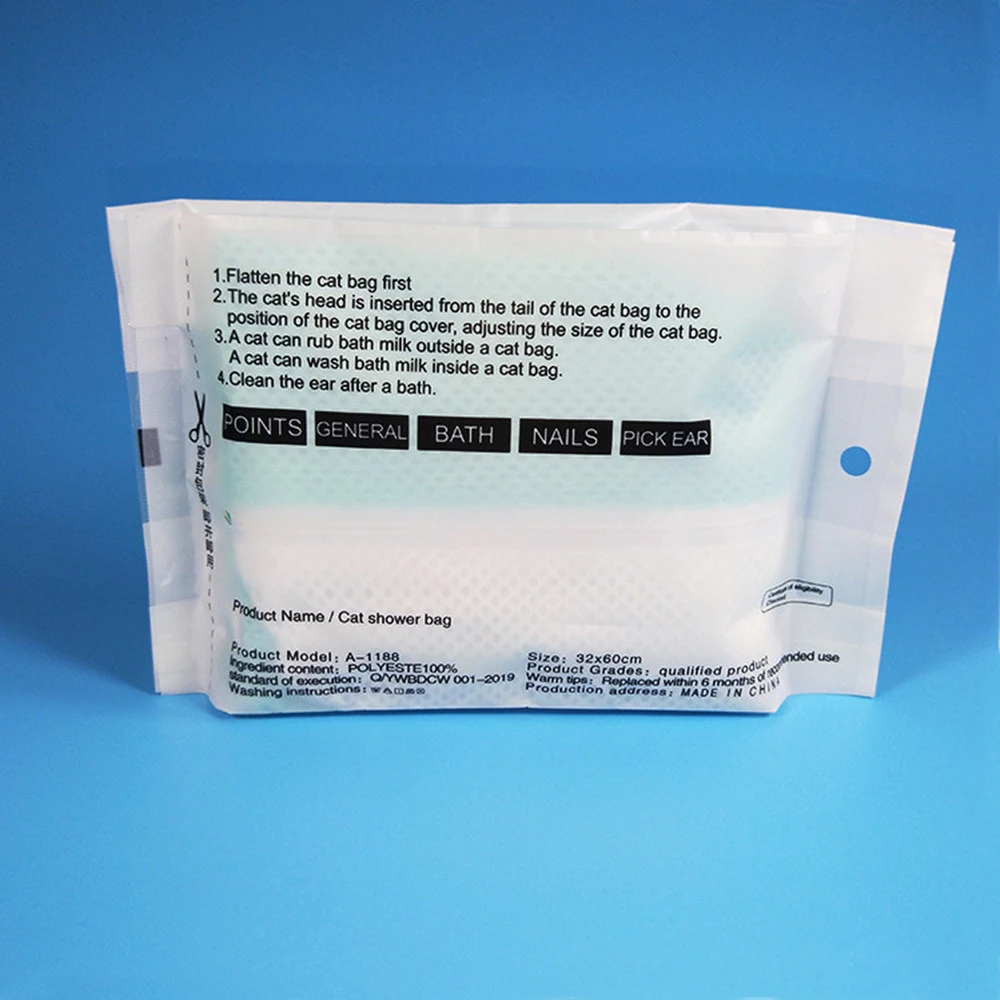 1.Flatten the cat bag first
2.The cat's head is inserted from the tail of the cat bag to the
position of the cat bag cover, adjusting the size of the cat bag.
3.A cat can rub bath milk outside a cat bag.
A cat can wash bath milk inside a cat bag.
4.Clean the ear after a bath.
POINTS GENERAL BATH NAILS PICK EAR
Product Name / Cat shower bag
Product Model: A-1188
Ingredient content: POLYESTE100%
standard of execution: Q/YWBDCW 001-2019
Washing instructions:
Size: 32x60cm
Product Grades: qualified product
Warm tips: Replaced within 6 months of recommended use
Production address: MADE IN CHINA
eligibility